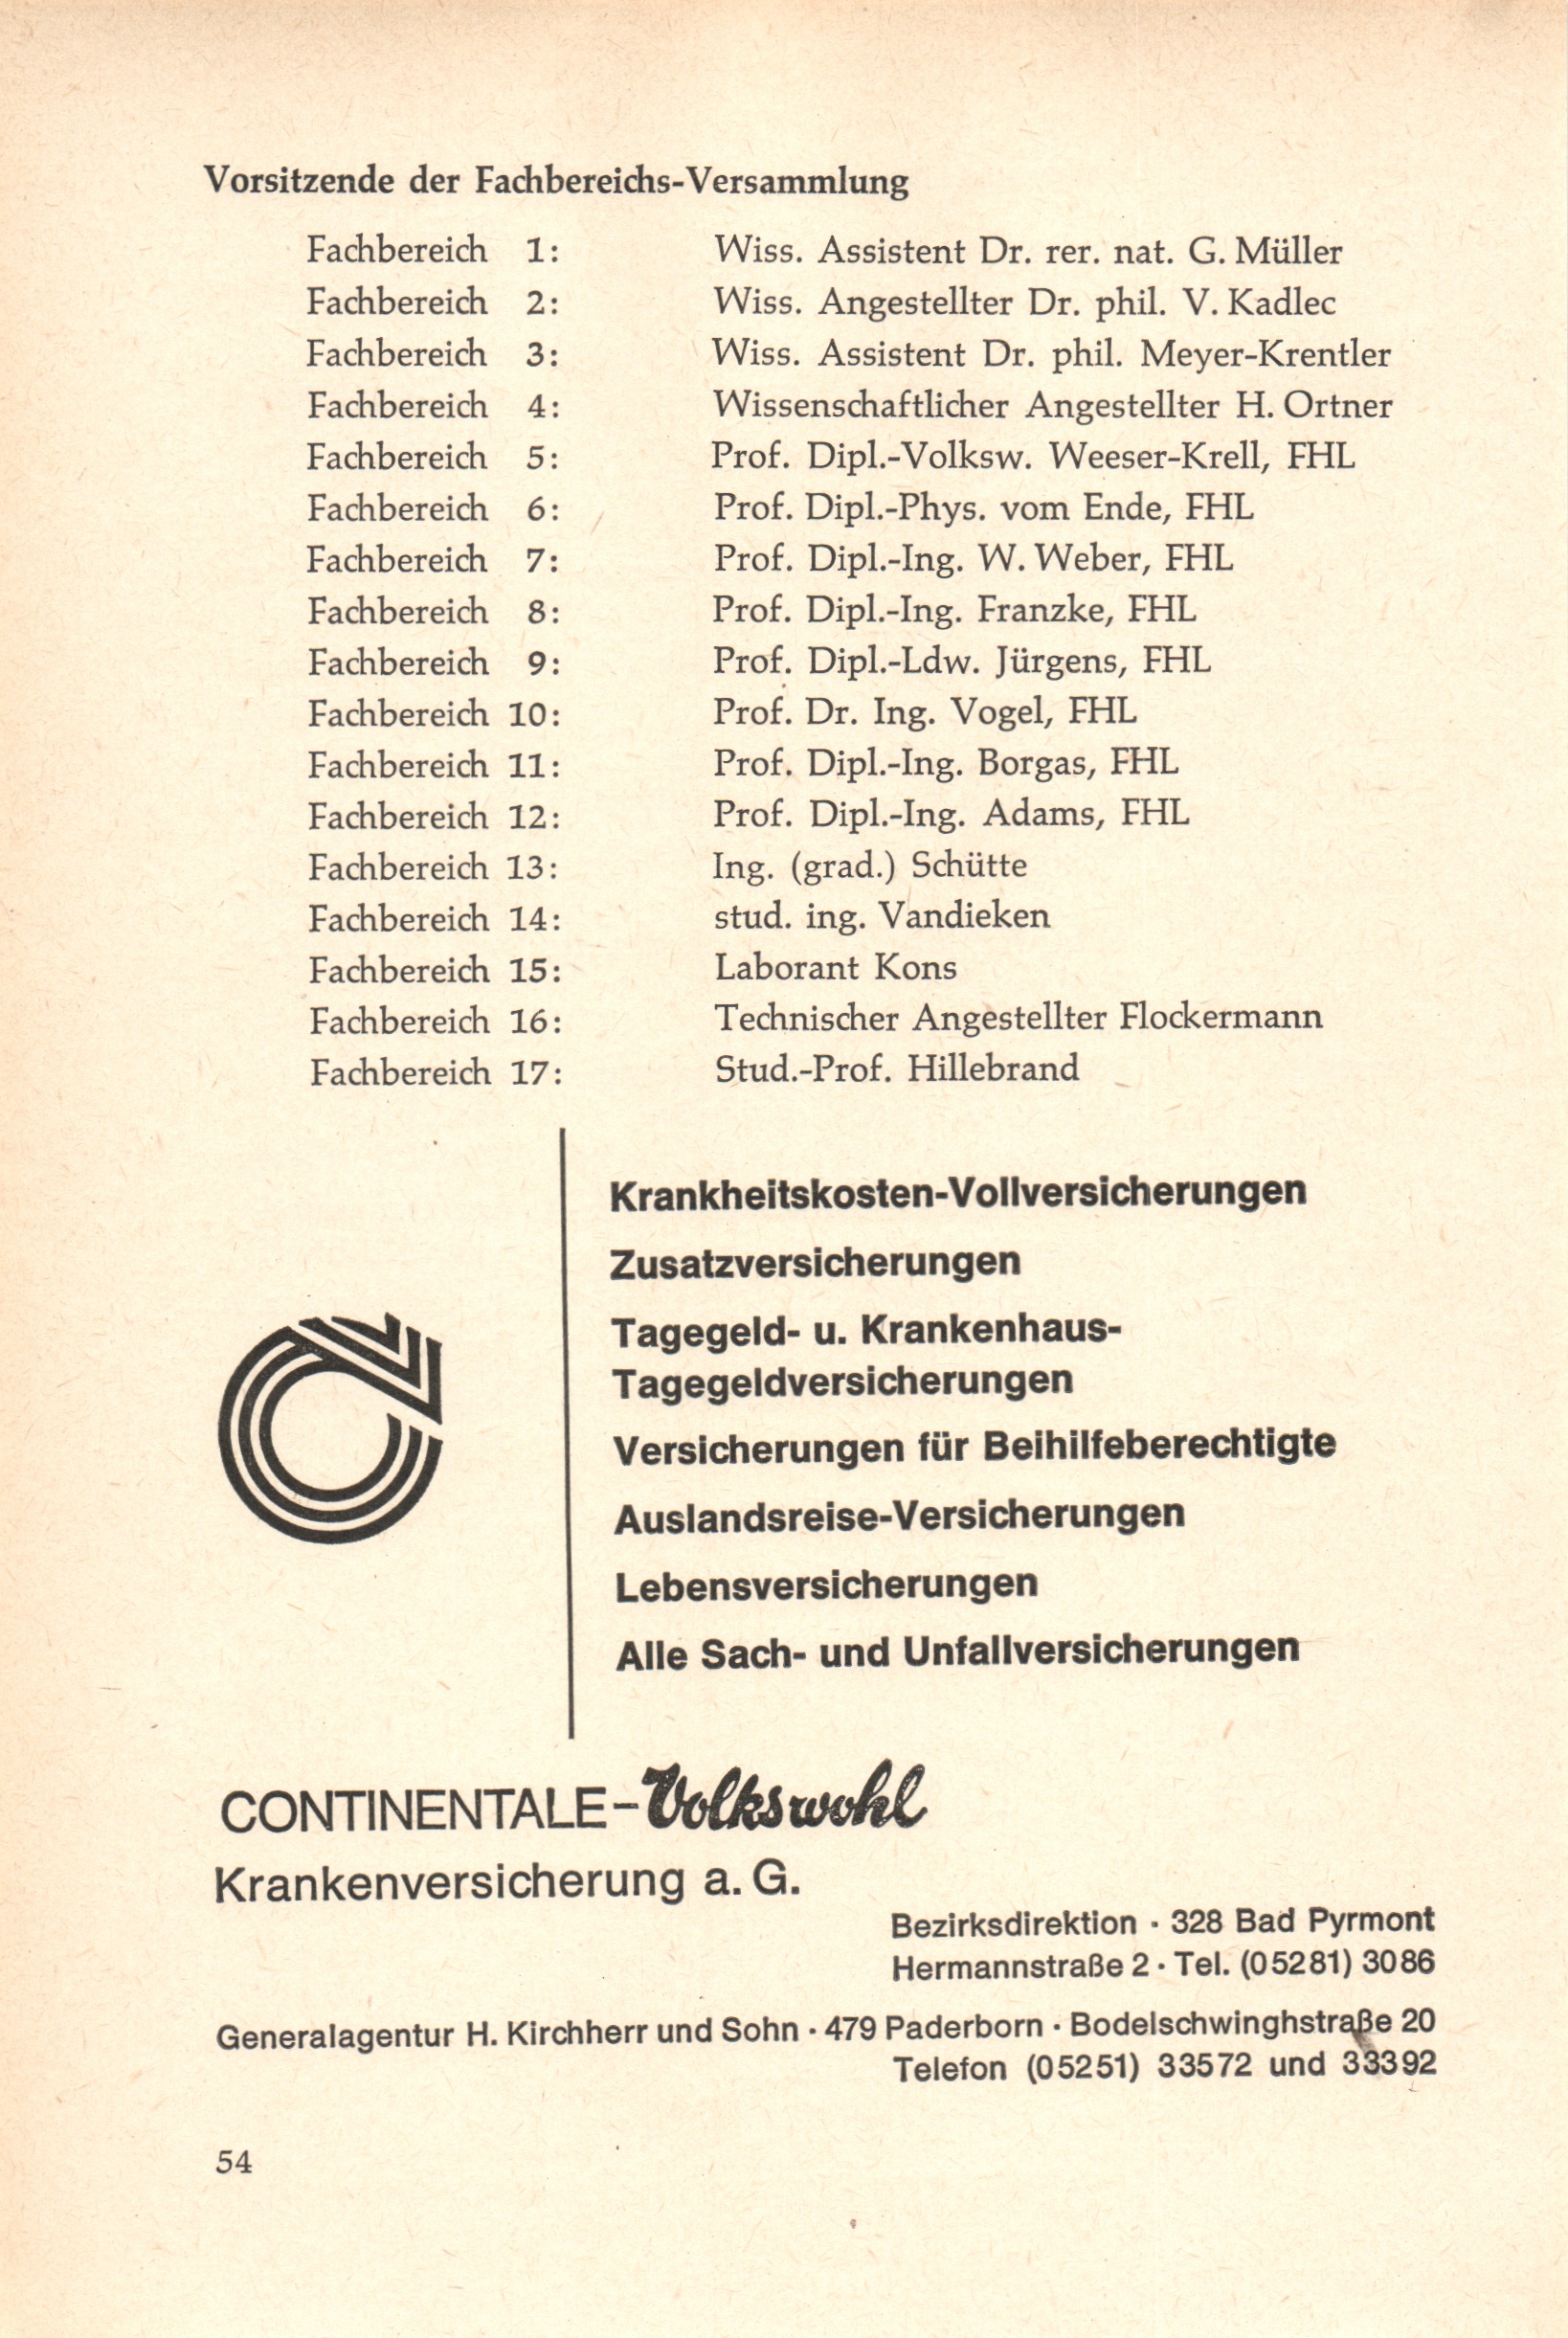 Vorsitzende der Fachbereichs-Versammlung
Fachbereich 1: Wiss. Assistent Dr. rer. nat. G. Müller
Fachbereich 2: Wiss. Angestellter Dr. phil. V. Kadlec
Fachbereich 3: Wiss. Assistent Dr. phil. Meyer-Krentler
Fachbereich 4: Wissenschaftlicher Angestellter H. Ortner
Fachbereich 5: Prof. Dipl.-Volksw. Weeser-Krell, FHL
Fachbereich 6: Prof. Dipl.-Phys. vom Ende, FHL
Fachbereich 7: Prof. Dipl.-Ing. W. Weber, FHL
Fachbereich 8: Prof. Dipl.-Ing. Franzke, FHL
Fachbereich 9: Prof. Dipl.-Ldw. Jürgens, FHL
Fachbereich 10: Prof. Dr. Ing. Vogel, FHL
Fachbereich 11: Prof. Dipl.-Ing. Borgas, FHL
Fachbereich 12: Prof. Dipl.-Ing. Adams, FHL
Fachbereich 13: Ing. (grad.) Schütte
Fachbereich 14: stud. ing. Vandieken
Fachbereich 15: Laborant Kons
Fachbereich 16: Technischer Angestellter Flockermann
Fachbereich 17: Stud.-Prof. Hillebrand
Krankheitskosten-Vollversicherungen
Zusatzversicherungen
Tagegeld- u. Krankenhaus-
Tagegeldversicherungen
Versicherungen für Beihilfeberechtigte
Auslandsreise-Versicherungen
Lebensversicherungen
Alle Sach- und Unfallversicherungen
CONTINENTALE-Volkswohl
Krankenversicherung a. G.
Bezirksdirektion · 328 Bad Pyrmont
Hermannstraße 2 · Tel. (05281) 3086
Generalagentur H. Kirchherr und Sohn · 479 Paderborn · Bodelschwinghstraße 20
Telefon (05251) 33572 und 33392
54